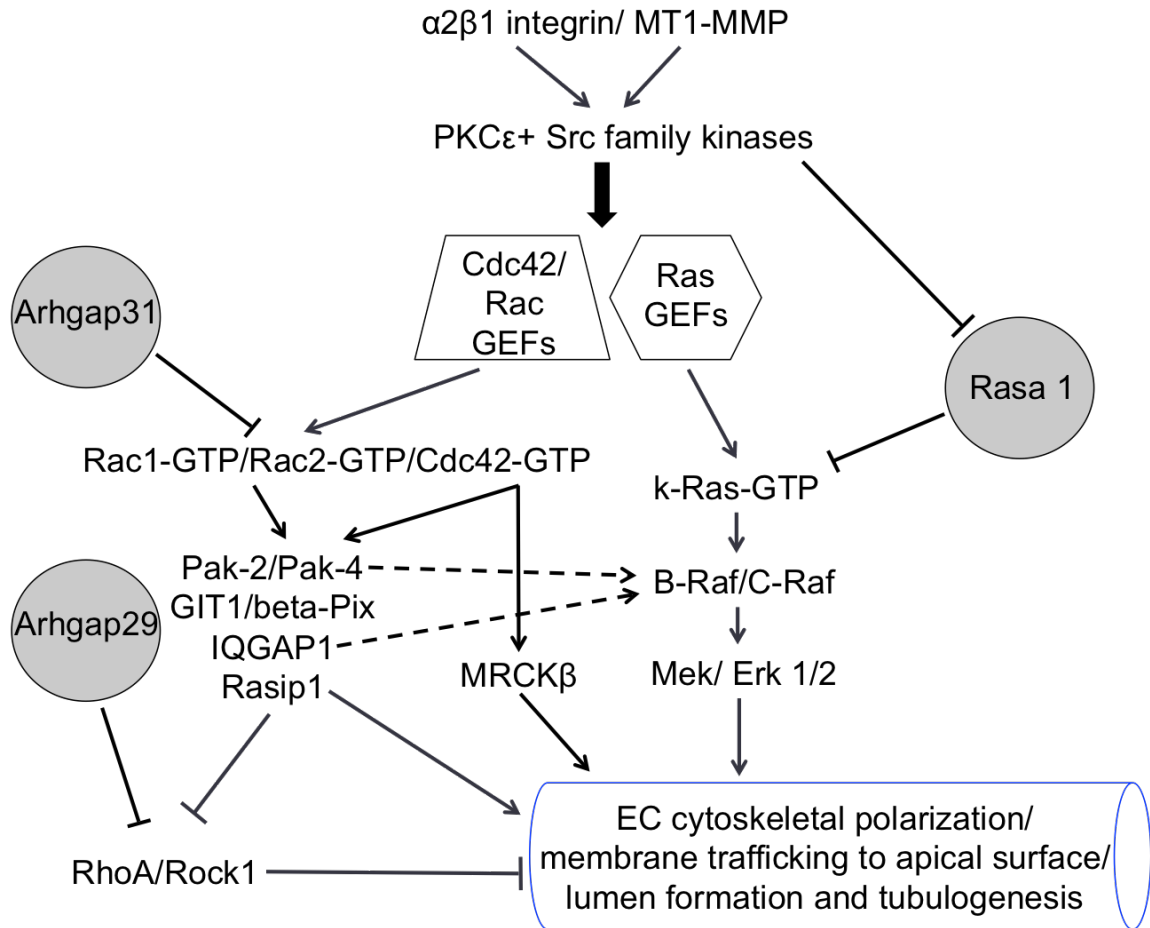 α2β1 integrin/ MT1-MMP
PKCε+ Src family kinases
Cdc42/
Rac
GEFs
Ras
GEFs
Arhgap31
Rasa 1
Rac1-GTP/Rac2-GTP/Cdc42-GTP
k-Ras-GTP
Pak-2/Pak-4
GIT1/beta-Pix
IQGAP1
Rasip1
B-Raf/C-Raf
Arhgap29
MRCKβ
Mek/ Erk 1/2
RhoA/Rock1
EC cytoskeletal polarization/
membrane trafficking to apical surface/
lumen formation and tubulogenesis